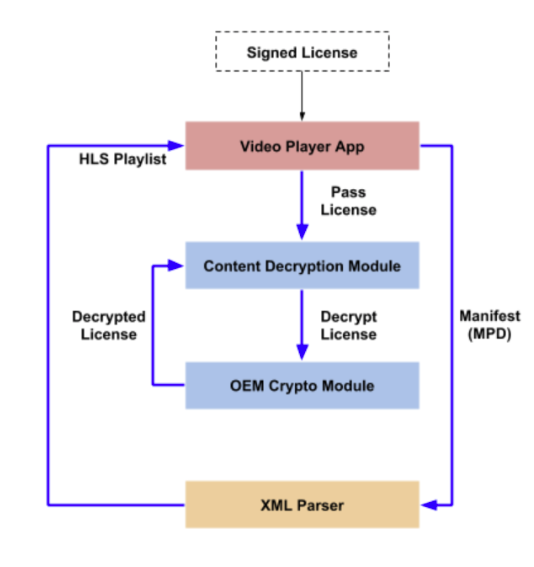 Signed License
Video Player App
HLS Playlist
Pass
License
Content Decryption Module
Decrypted
License
Decrypt
License
Manifest
(MPD)
OEM Crypto Module
XML Parser